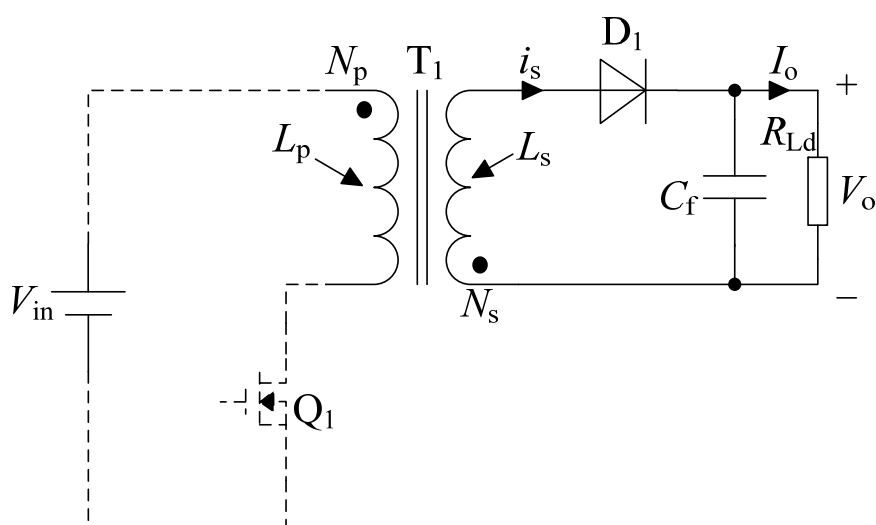 Np T1 is D1 Io +
Lp Ls RLd
Cf Vo
Vin Ns −
Q1